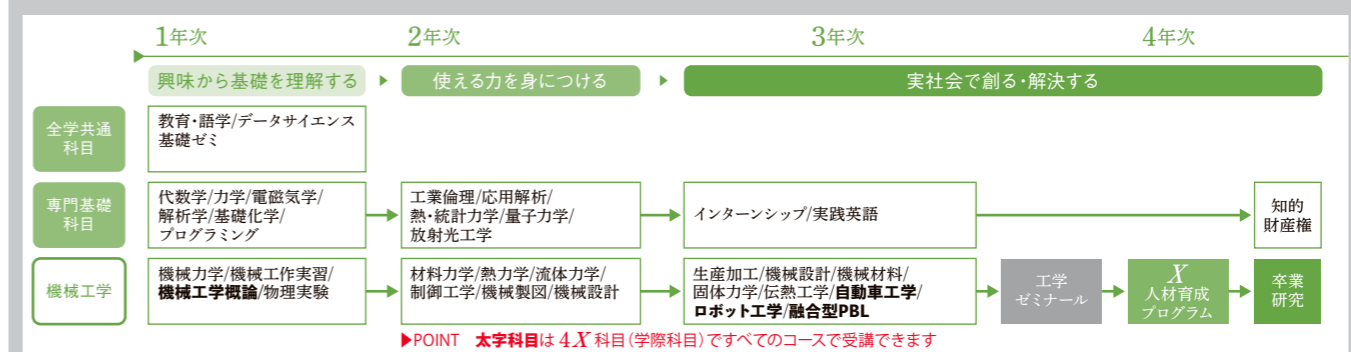 1年次
2年次
3年次
4年次
興味から基礎を理解する
使える力を身につける
実社会で創る・解決する
全学共通
科目
教育・語学/データサイエンス
基礎ゼミ
専門基礎
科目
代数学/力学/電磁気学/
解析学/基礎化学/
プログラミング
工業倫理/応用解析/
熱・統計力学/量子力学/
放射光工学
インターンシップ/実践英語
知的
財産権
機械工学
機械力学/機械工作実習/
機械工学概論/物理実験
材料力学/熱力学/流体力学/
制御工学/機械製図/機械設計
生産加工/機械設計/機械材料/
固体力学/伝熱工学/自動車工学/
ロボット工学/融合型PBL
工学
ゼミナール
X
人材育成
プログラム
卒業
研究
▶POINT 太字科目は4X科目(学際科目)ですべてのコースで受講できます